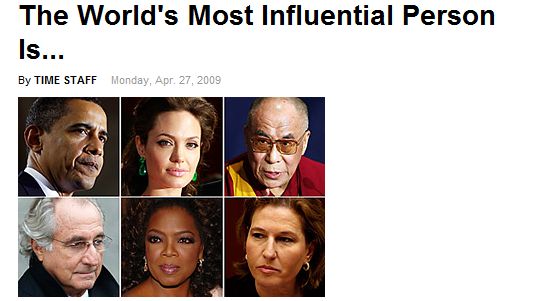 The World's Most Influential Person
Is...
By TIME STAFF Monday, Apr. 27, 2009